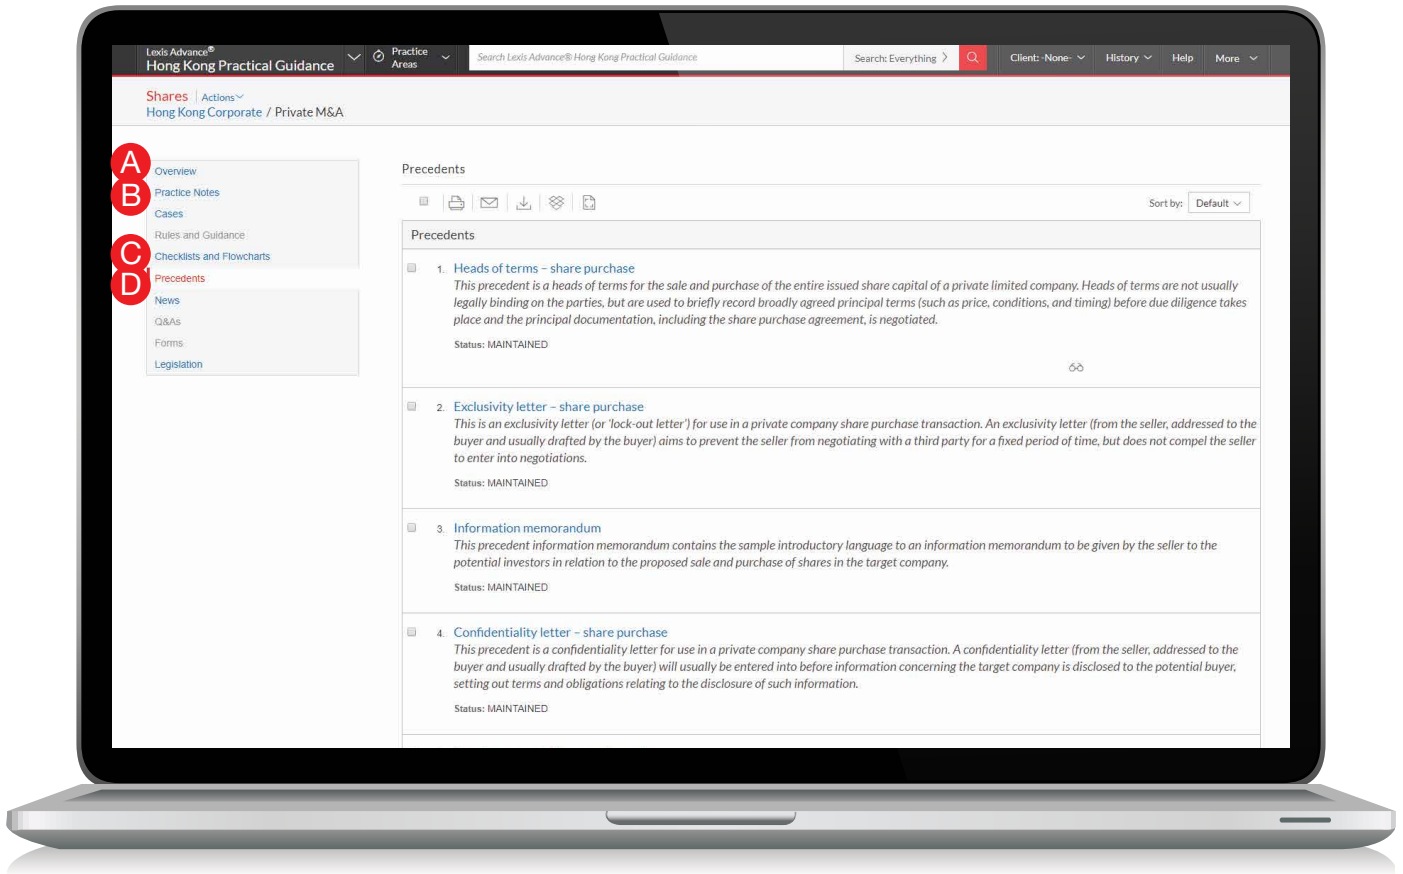 Lexis Advance®
Hong Kong Practical Guidance
Practice
Areas
Search Lexis Advance® Hong Kong Practical Guidance
Search: Everything
Client: -None-
History
Help
More
Shares
Actions
Hong Kong Corporate / Private M&A
A
Overview
B
Practice Notes
Cases
Rules and Guidance
C
Checklists and Flowcharts
D
Precedents
News
Q&As
Forms
Legislation
Precedents
Sort by: Default
Precedents
1. Heads of terms – share purchase
This precedent is a heads of terms for the sale and purchase of the entire issued share capital of a private limited company. Heads of terms are not usually
legally binding on the parties, but are used to briefly record broadly agreed principal terms (such as price, conditions, and timing) before due diligence takes
place and the principal documentation, including the share purchase agreement, is negotiated.
Status: MAINTAINED
2. Exclusivity letter – share purchase
This is an exclusivity letter (or 'lock-out letter') for use in a private company share purchase transaction. An exclusivity letter (from the seller, addressed to the
buyer and usually drafted by the buyer) aims to prevent the seller from negotiating with a third party for a fixed period of time, but does not compel the seller
to enter into negotiations.
Status: MAINTAINED
3. Information memorandum
This precedent information memorandum contains the sample introductory language to an information memorandum to be given by the seller to the
potential investors in relation to the proposed sale and purchase of shares in the target company.
Status: MAINTAINED
4. Confidentiality letter – share purchase
This precedent is a confidentiality letter for use in a private company share purchase transaction. A confidentiality letter (from the seller, addressed to the
buyer and usually drafted by the buyer) will usually be entered into before information concerning the target company is disclosed to the potential buyer,
setting out terms and obligations relating to the disclosure of such information.
Status: MAINTAINED